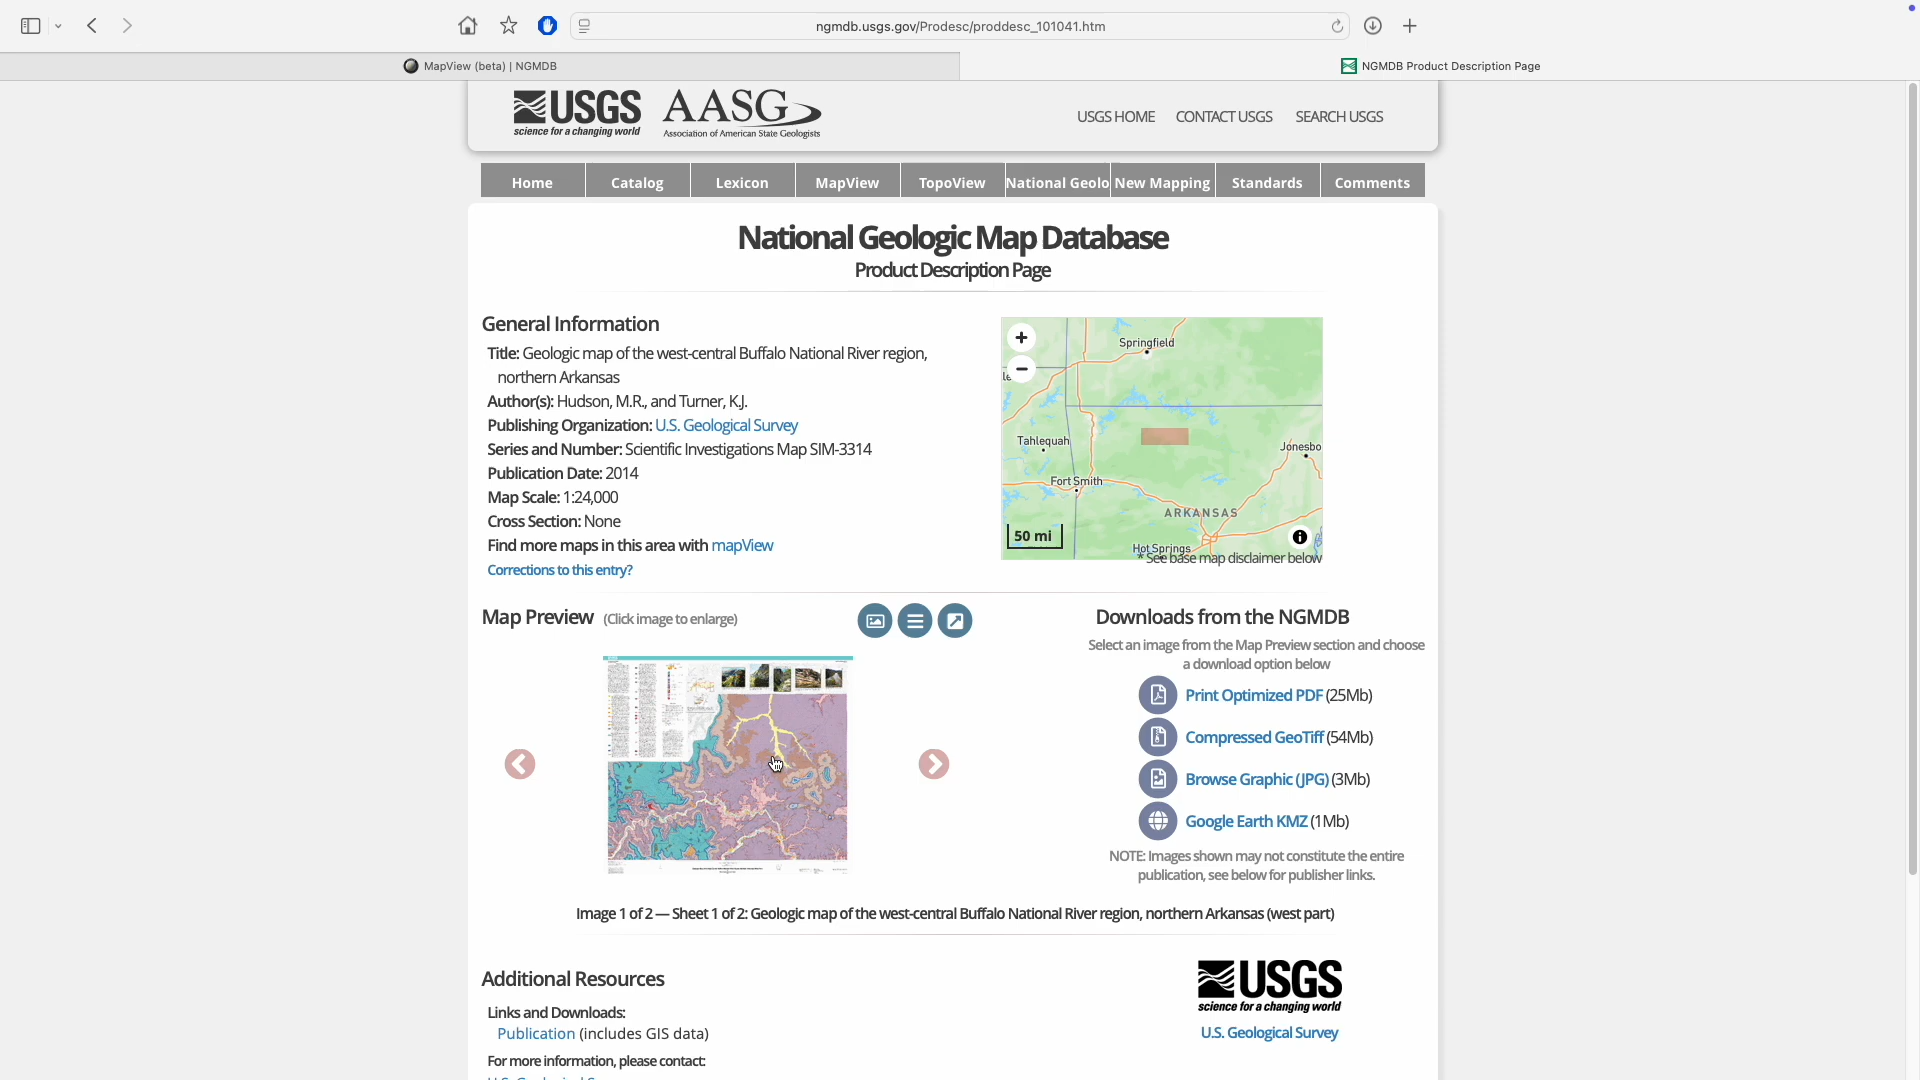 ngmdb.usgs.gov/Prodesc/proddesc_101041.htm
MapView (beta) | NGMDB
NGMDB Product Description Page
USGS
science for a changing world
AASG
Association of American State Geologists
USGS HOME CONTACT USGS SEARCH USGS
Home Catalog Lexicon MapView TopoView National Geolo New Mapping Standards Comments
National Geologic Map Database
Product Description Page
General Information
Title: Geologic map of the west-central Buffalo National River region,
northern Arkansas
Author(s): Hudson, M.R., and Turner, K.J.
Publishing Organization: U.S. Geological Survey
Series and Number: Scientific Investigations Map SIM-3314
Publication Date: 2014
Map Scale: 1:24,000
Cross Section: None
Find more maps in this area with mapView
Corrections to this entry?
+
−
Springfield
Tahlequah
Jonesbo
Fort Smith
ARKANSAS
50 mi
Hot Springs
* See base map disclaimer below
Map Preview (Click image to enlarge)
Downloads from the NGMDB
Select an image from the Map Preview section and choose
a download option below
Print Optimized PDF (25Mb)
Compressed GeoTiff (54Mb)
Browse Graphic (JPG) (3Mb)
Google Earth KMZ (1Mb)
NOTE: Images shown may not constitute the entire
publication, see below for publisher links.
Image 1 of 2 — Sheet 1 of 2: Geologic map of the west-central Buffalo National River region, northern Arkansas (west part)
Additional Resources
Links and Downloads:
Publication (includes GIS data)
For more information, please contact:
USGS
science for a changing world
U.S. Geological Survey